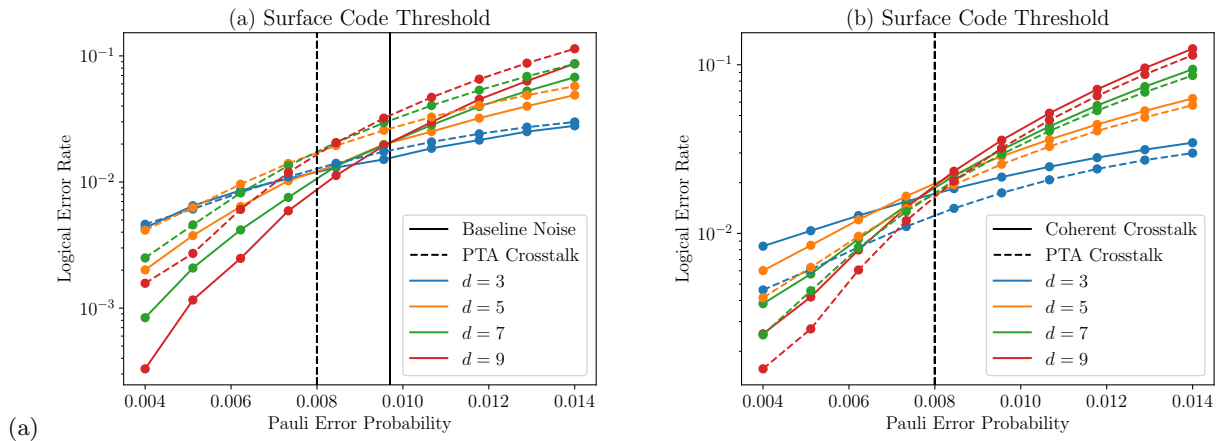 (a) Surface Code Threshold
Logical Error Rate
10⁻¹
10⁻²
10⁻³
Baseline Noise
PTA Crosstalk
d = 3
d = 5
d = 7
d = 9
0.004 0.006 0.008 0.010 0.012 0.014
Pauli Error Probability
(b) Surface Code Threshold
Logical Error Rate
10⁻¹
10⁻²
Coherent Crosstalk
PTA Crosstalk
d = 3
d = 5
d = 7
d = 9
0.004 0.006 0.008 0.010 0.012 0.014
Pauli Error Probability
(a)